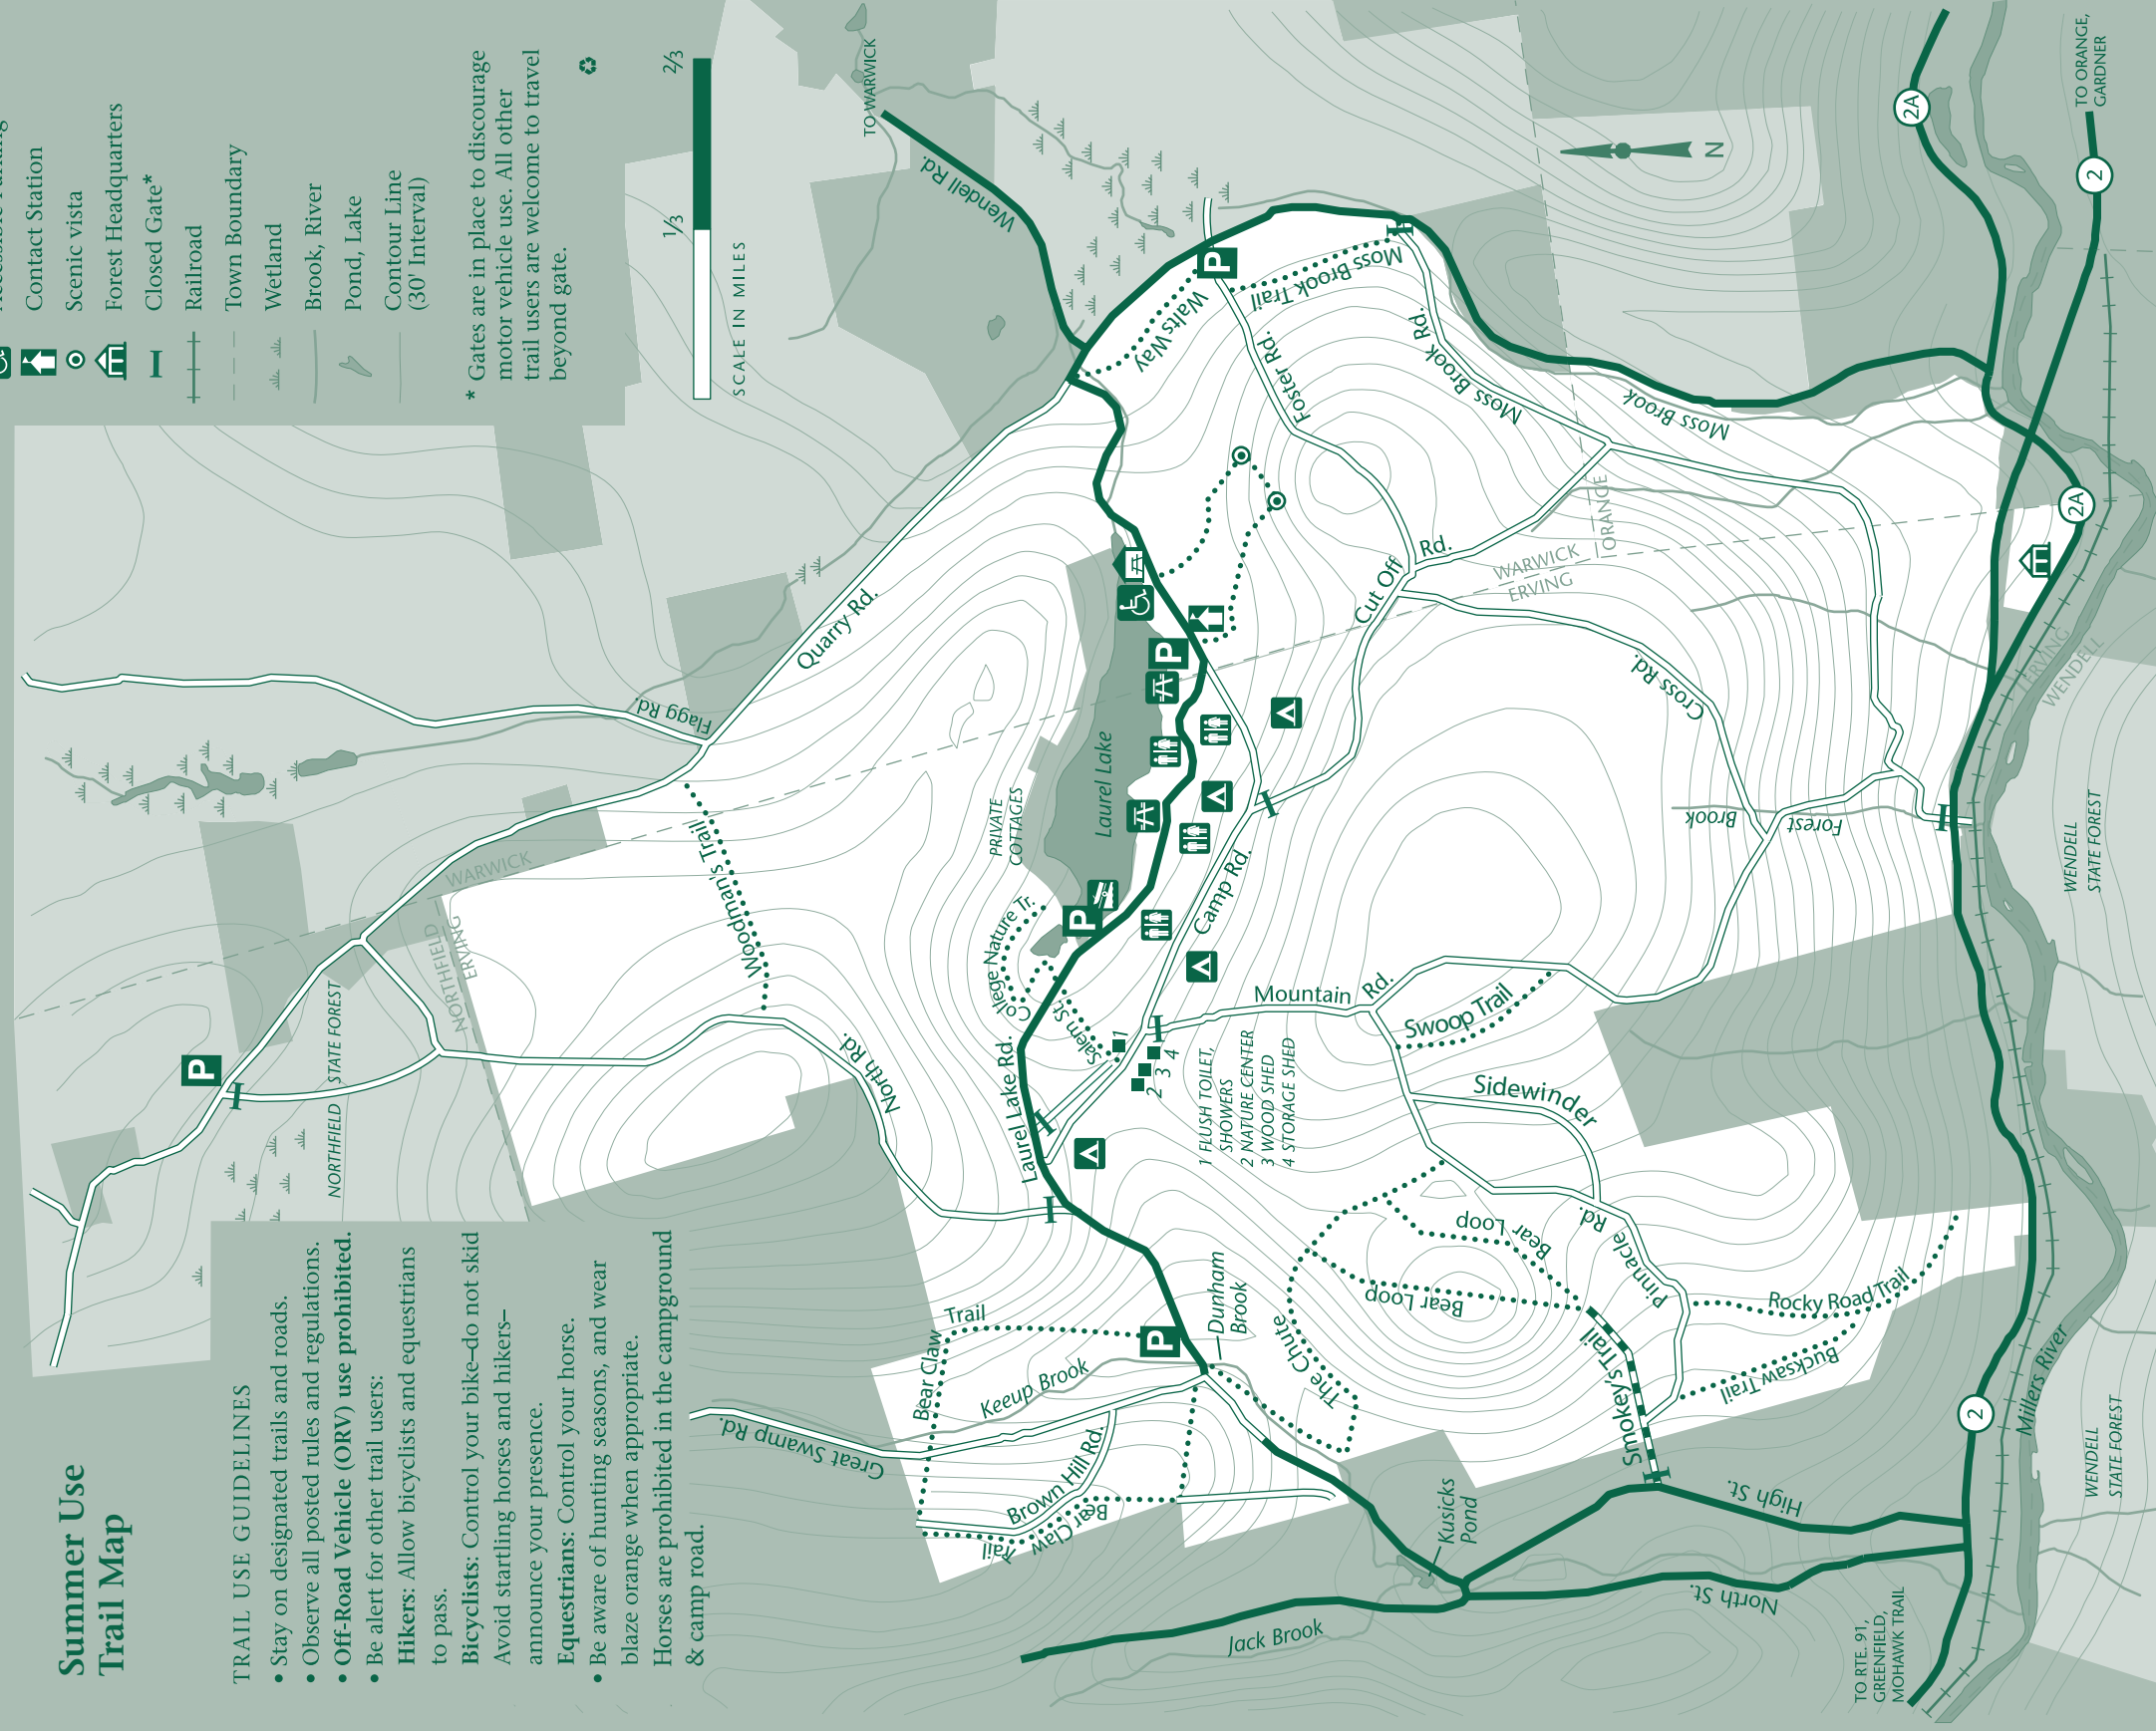 Summer Use
Trail Map
TRAIL USE GUIDELINES
• Stay on designated trails and roads.
• Observe all posted rules and regulations.
• Off-Road Vehicle (ORV) use prohibited.
• Be alert for other trail users:
Hikers: Allow bicyclists and equestrians
to pass.
Bicyclists: Control your bike–do not skid
Avoid startling horses and hikers–
announce your presence.
Equestrians: Control your horse.
• Be aware of hunting seasons, and wear
blaze orange when appropriate.
Horses are prohibited in the campground
& camp road.
Contact Station
Scenic vista
Forest Headquarters
Closed Gate*
Railroad
Town Boundary
Wetland
Brook, River
Pond, Lake
Contour Line
(30' Interval)
* Gates are in place to discourage
motor vehicle use. All other
trail users are welcome to travel
beyond gate.
1/3
2/3
SCALE IN MILES
TO WARWICK
Wendell Rd.
P
NORTHFIELD STATE FOREST
NORTHFIELD
ERVING
WARWICK
Flagg Rd.
Quarry Rd.
Woodman's Trail
North Rd.
PRIVATE
COTTAGES
Laurel Lake
College Nature Tr.
P
P
Salem St.
Laurel Lake Rd.
Camp Rd.
1
2
3
4
1 FLUSH TOILET,
SHOWERS
2 NATURE CENTER
3 WOOD SHED
4 STORAGE SHED
Walts Way
P
Moss Brook Trail
Foster Rd.
Moss Brook Rd.
Moss Brook
Cut Off
Rd.
WARWICK
ERVING
ORANGE
Cross Rd.
Brook
Forest
Mountain
Rd.
Swoop Trail
Sidewinder
Pinnacle
Rd.
Bear Loop
Bear Loop
The Chute
Smokey's Trail
Rocky Road Trail
Bucksaw Trail
Bear Claw
Trail
P
Dunham
Brook
Keeup Brook
Great Swamp Rd.
Brown Hill Rd.
Bear Claw
Trail
Kusicks
Pond
Jack Brook
High St.
North St.
TO RTE. 91,
GREENFIELD,
MOHAWK TRAIL
2
Millers River
WENDELL
STATE FOREST
WENDELL
STATE FOREST
ERVING
WENDELL
2A
2A
2
TO ORANGE,
GARDNER
N